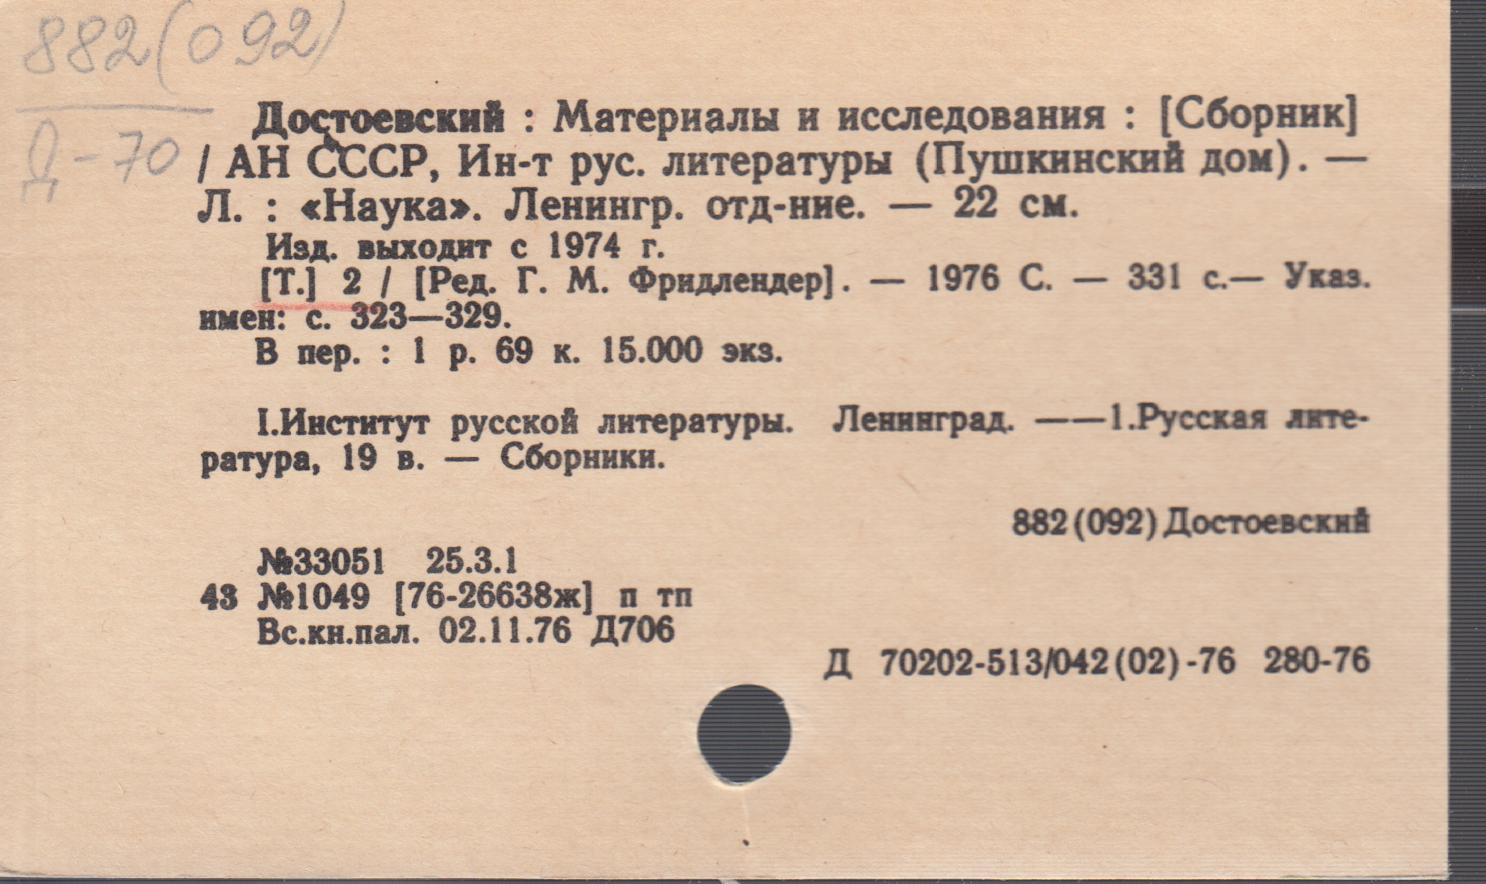 882(092)
Д-70
Достоевский : Материалы и исследования : [Сборник]
/ АН СССР, Ин-т рус. литературы (Пушкинский дом). —
Л. : «Наука». Ленингр. отд-ние. — 22 см.
Изд. выходит с 1974 г.
[Т.] 2 / [Ред. Г. М. Фридлендер]. — 1976 С. — 331 с.— Указ.
имен: с. 323—329.
В пер. : 1 р. 69 к. 15.000 экз.
I.Институт русской литературы. Ленинград. ——1.Русская лите-
ратура, 19 в. — Сборники.
882(092)Достоевский
№33051 25.3.1
43 №1049 [76-26638ж] п тп
Вс.кн.пал. 02.11.76 Д706
Д 70202-513/042(02)-76 280-76